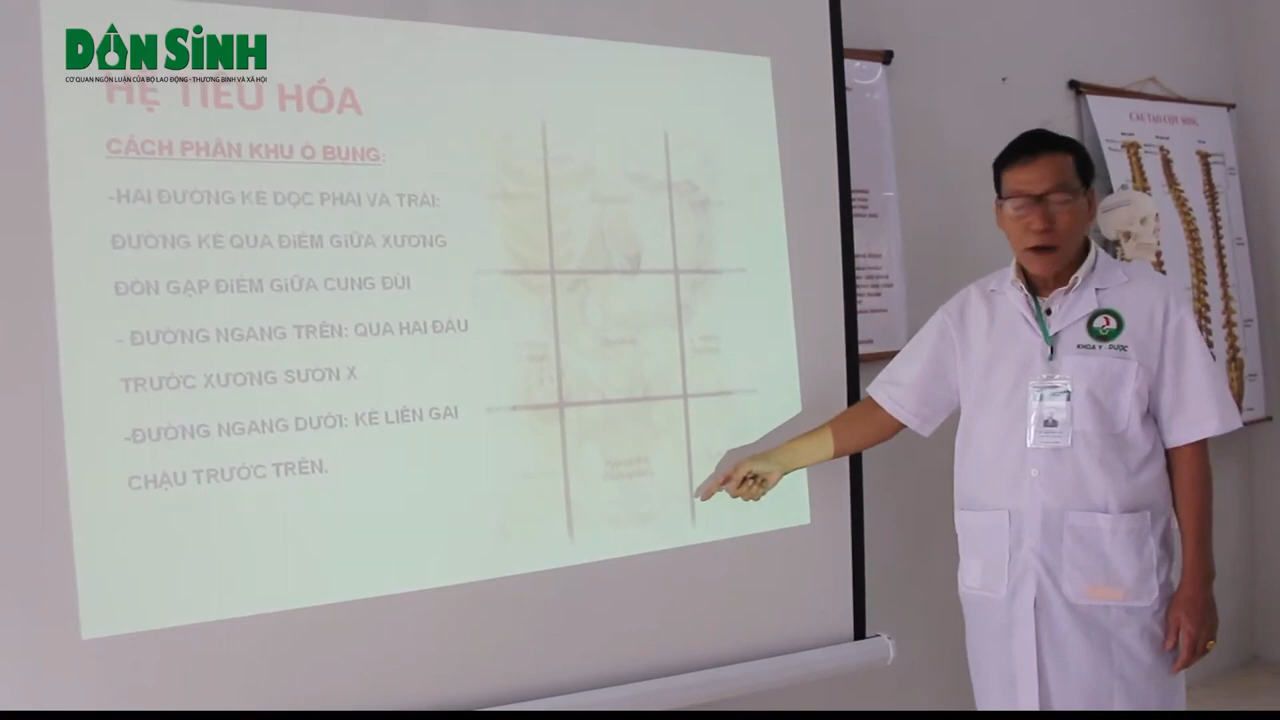 DÂN SINH
CƠ QUAN NGÔN LUẬN CỦA BỘ LAO ĐỘNG - THƯƠNG BINH VÀ XÃ HỘI
HỆ TIÊU HÓA
CÁCH PHÂN KHU Ổ BỤNG:
-HAI ĐƯỜNG KẺ DỌC PHẢI VÀ TRÁI:
ĐƯỜNG KẺ QUA ĐIỂM GIỮA XƯƠNG
ĐÒN GẶP ĐIỂM GIỮA CUNG ĐÙI
- ĐƯỜNG NGANG TRÊN: QUA HAI ĐẦU
TRƯỚC XƯƠNG SƯỜN X
-ĐƯỜNG NGANG DƯỚI: KẺ LIÊN GAI
CHẬU TRƯỚC TRÊN.
CẤU TẠO CỘT SỐNG
KHOA Y DƯỢC